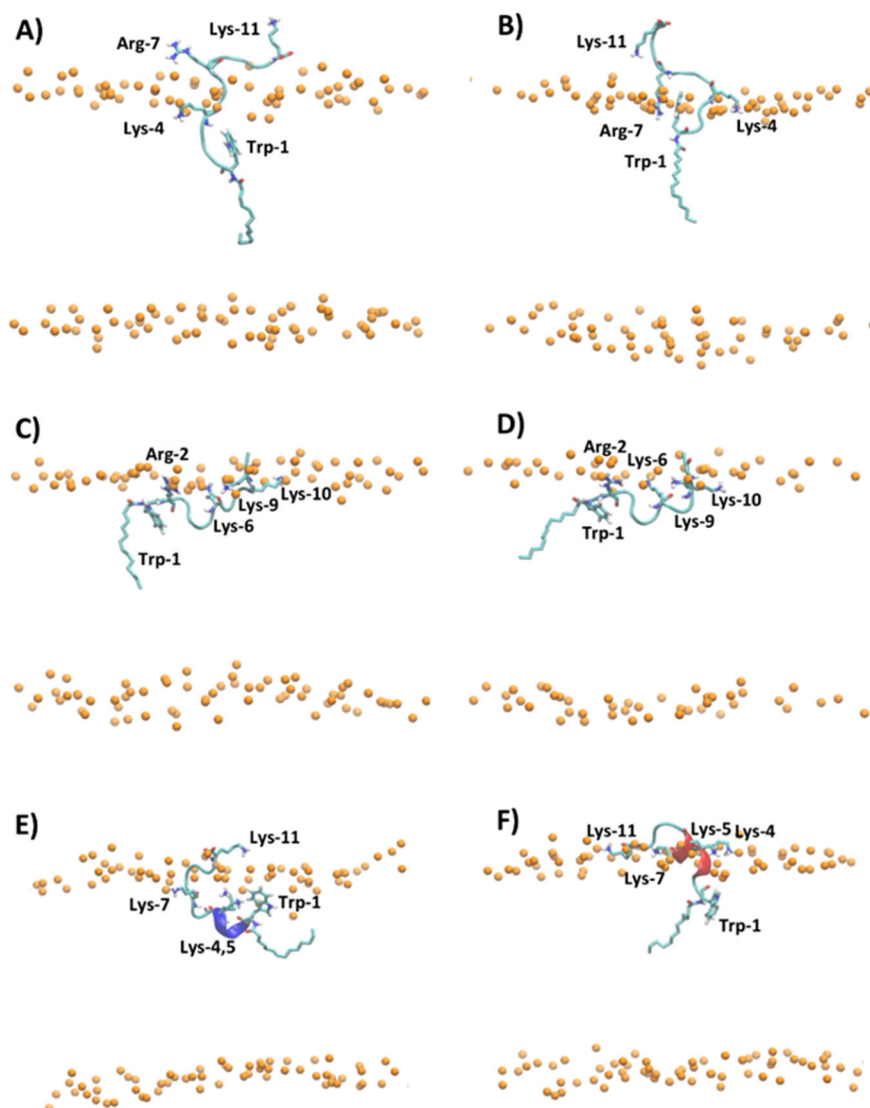 A)
Lys-11
Arg-7
Lys-4
Trp-1
B)
Lys-11
Arg-7
Lys-4
Trp-1
C)
Arg-2
Lys-9
Lys-10
Lys-6
Trp-1
D)
Arg-2
Lys-6
Lys-10
Lys-9
Trp-1
E)
Lys-11
Lys-7
Trp-1
Lys-4,5
F)
Lys-11
Lys-5
Lys-4
Lys-7
Trp-1